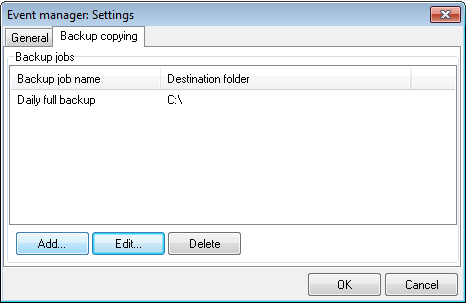 Event manager: Settings
General Backup copying
Backup jobs
Backup job name Destination folder
Daily full backup C:\
Add... Edit... Delete
OK Cancel